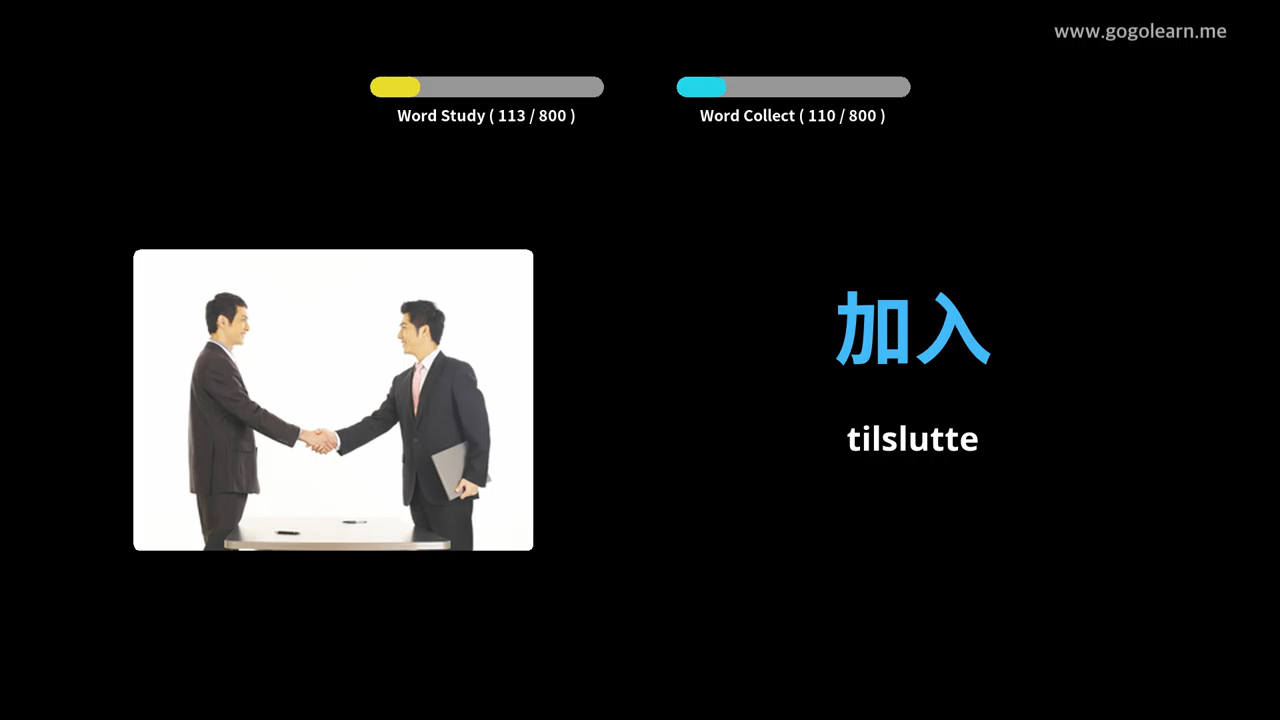 www.gogolearn.me
Word Study ( 113 / 800 )
Word Collect ( 110 / 800 )
加入
tilslutte